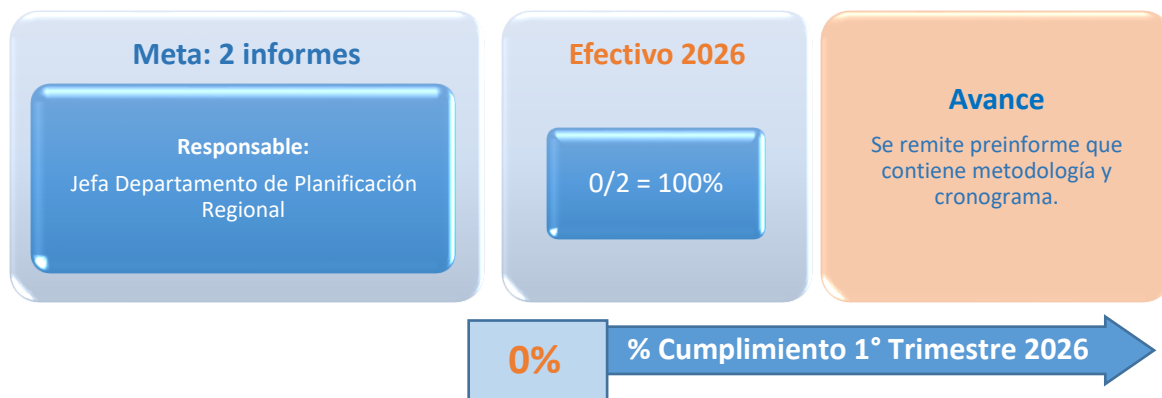 Meta: 2 informes
Responsable:
Jefa Departamento de Planificación
Regional
Efectivo 2026
0/2 = 100%
Avance
Se remite preinforme que
contiene metodología y
cronograma.
0%
% Cumplimiento 1° Trimestre 2026